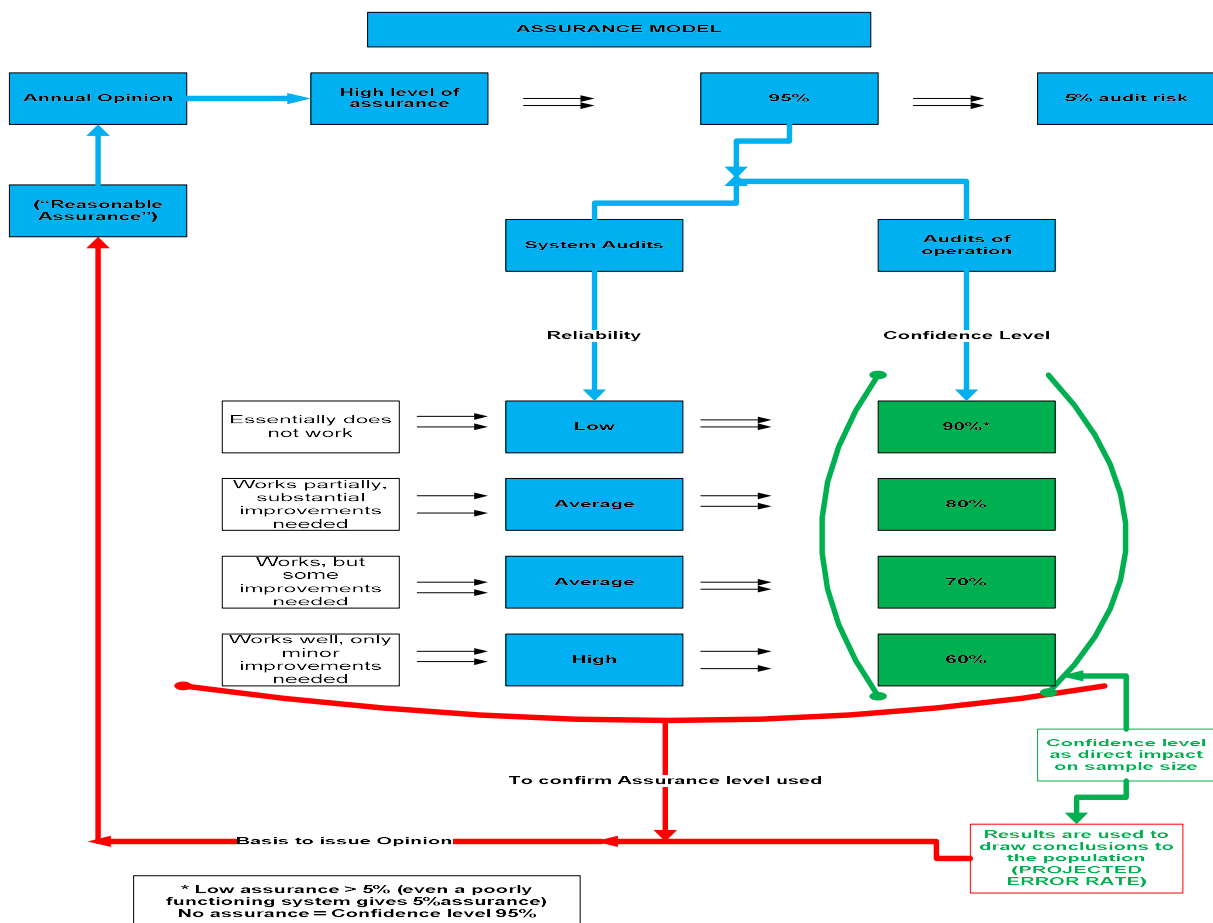 ASSURANCE MODEL
Annual Opinion
High level of
assurance
95%
5% audit risk
(“Reasonable
Assurance”)
System Audits
Audits of
operation
Reliability
Confidence Level
Essentially does
not work
Low
90%*
Works partially,
substantial
improvements
needed
Average
80%
Works, but
some
improvements
needed
Average
70%
Works well, only
minor
improvements
needed
High
60%
Confidence level
as direct impact
on sample size
To confirm Assurance level used
Basis to issue Opinion
Results are used to
draw conclusions to
the population
(PROJECTED
ERROR RATE)
* Low assurance > 5% (even a poorly
functioning system gives 5%assurance)
No assurance = Confidence level 95%